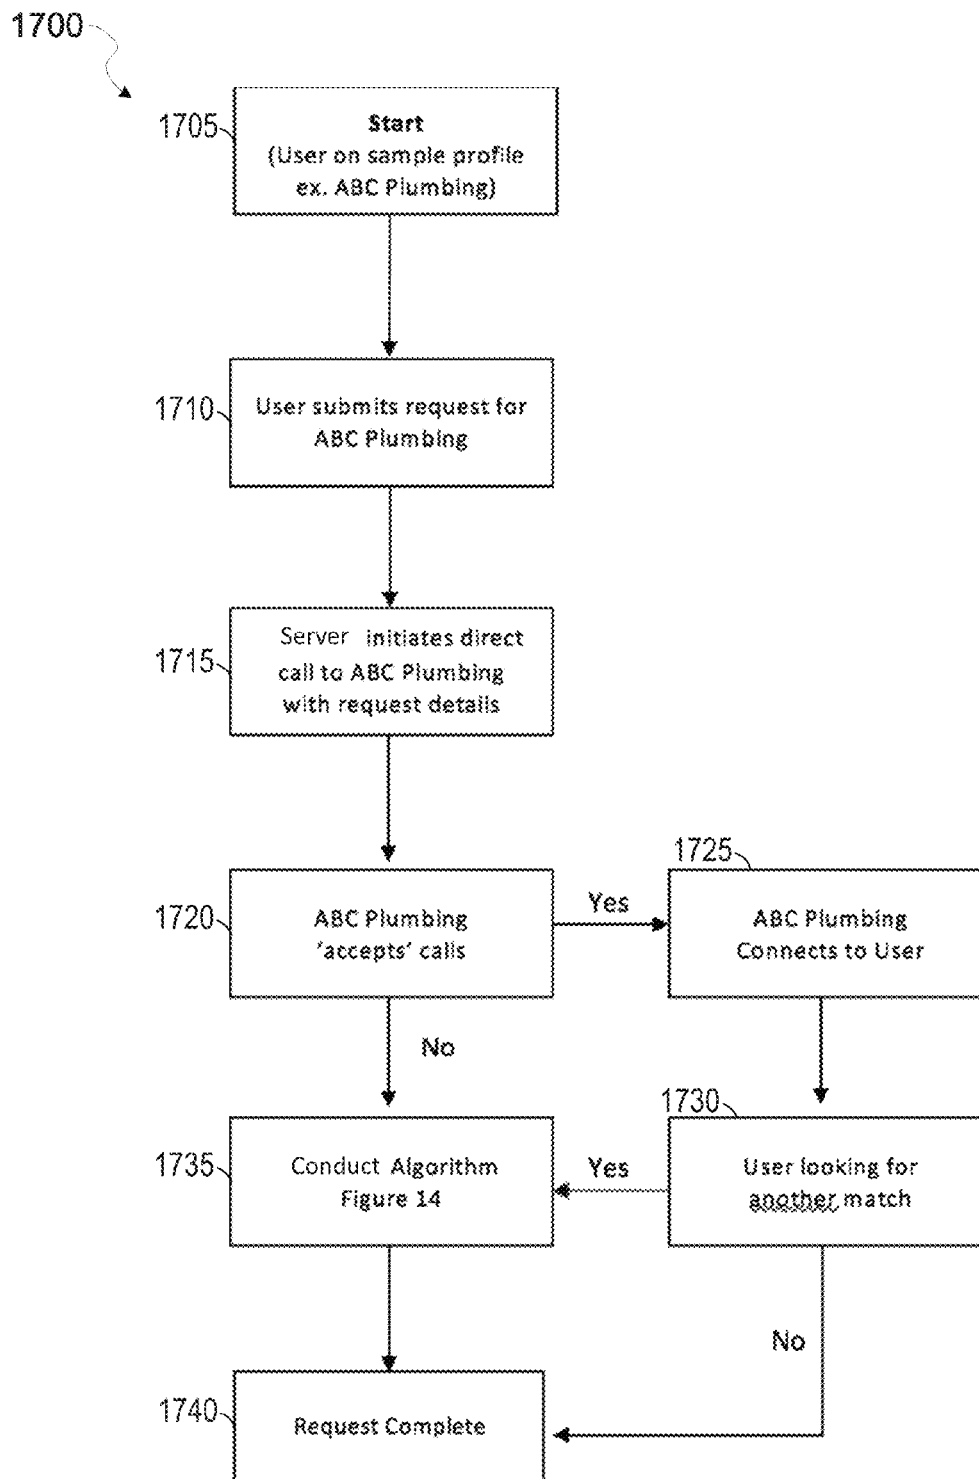 1700
1705
Start
(User on sample profile
ex. ABC Plumbing)
1710
User submits request for
ABC Plumbing
1715
Server initiates direct
call to ABC Plumbing
with request details
1720
ABC Plumbing
'accepts' calls
Yes
1725
ABC Plumbing
Connects to User
No
1730
User looking for
another match
Yes
1735
Conduct Algorithm
Figure 14
No
1740
Request Complete